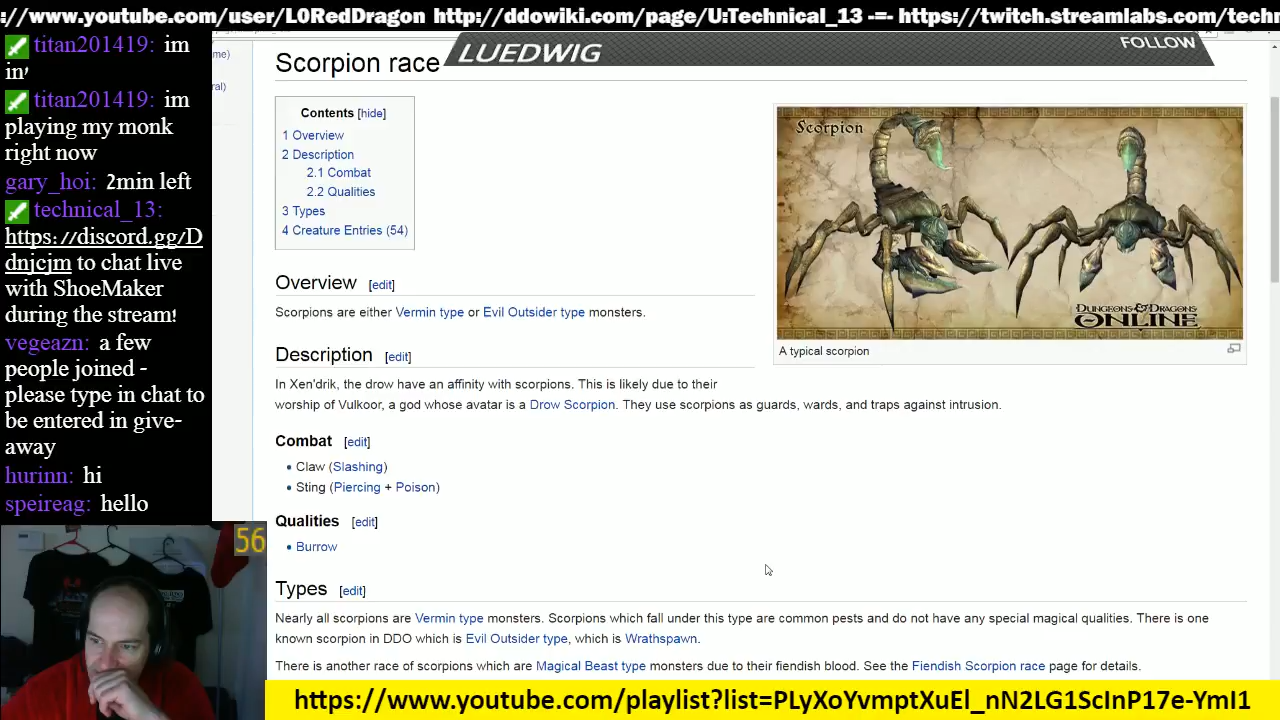 ://www.youtube.com/user/L0RedDragon http://ddowiki.com/page/U:Technical_13 -=- https://twitch.streamlabs.com/techn
titan201419: im
in'
titan201419: im
playing my monk
right now
gary_hoi: 2min left
technical_13:
https://discord.gg/D
dnjcjm to chat live
with ShoeMaker
during the stream!
vegeazn: a few
people joined -
please type in chat to
be entered in give-
away
hurinn: hi
speireag: hello
56
LUEDWIG
FOLLOW
Scorpion race
Contents [hide]
1 Overview
2 Description
2.1 Combat
2.2 Qualities
3 Types
4 Creature Entries (54)
Scorpion
DUNGEONS & DRAGONS
ONLINE
A typical scorpion
Overview [edit]
Scorpions are either Vermin type or Evil Outsider type monsters.
Description [edit]
In Xen'drik, the drow have an affinity with scorpions. This is likely due to their
worship of Vulkoor, a god whose avatar is a Drow Scorpion. They use scorpions as guards, wards, and traps against intrusion.
Combat [edit]
• Claw (Slashing)
• Sting (Piercing + Poison)
Qualities [edit]
• Burrow
Types [edit]
Nearly all scorpions are Vermin type monsters. Scorpions which fall under this type are common pests and do not have any special magical qualities. There is one
known scorpion in DDO which is Evil Outsider type, which is Wrathspawn.
There is another race of scorpions which are Magical Beast type monsters due to their fiendish blood. See the Fiendish Scorpion race page for details.
https://www.youtube.com/playlist?list=PLyXoYvmptXuEl_nN2LG1ScInP17e-YmI1